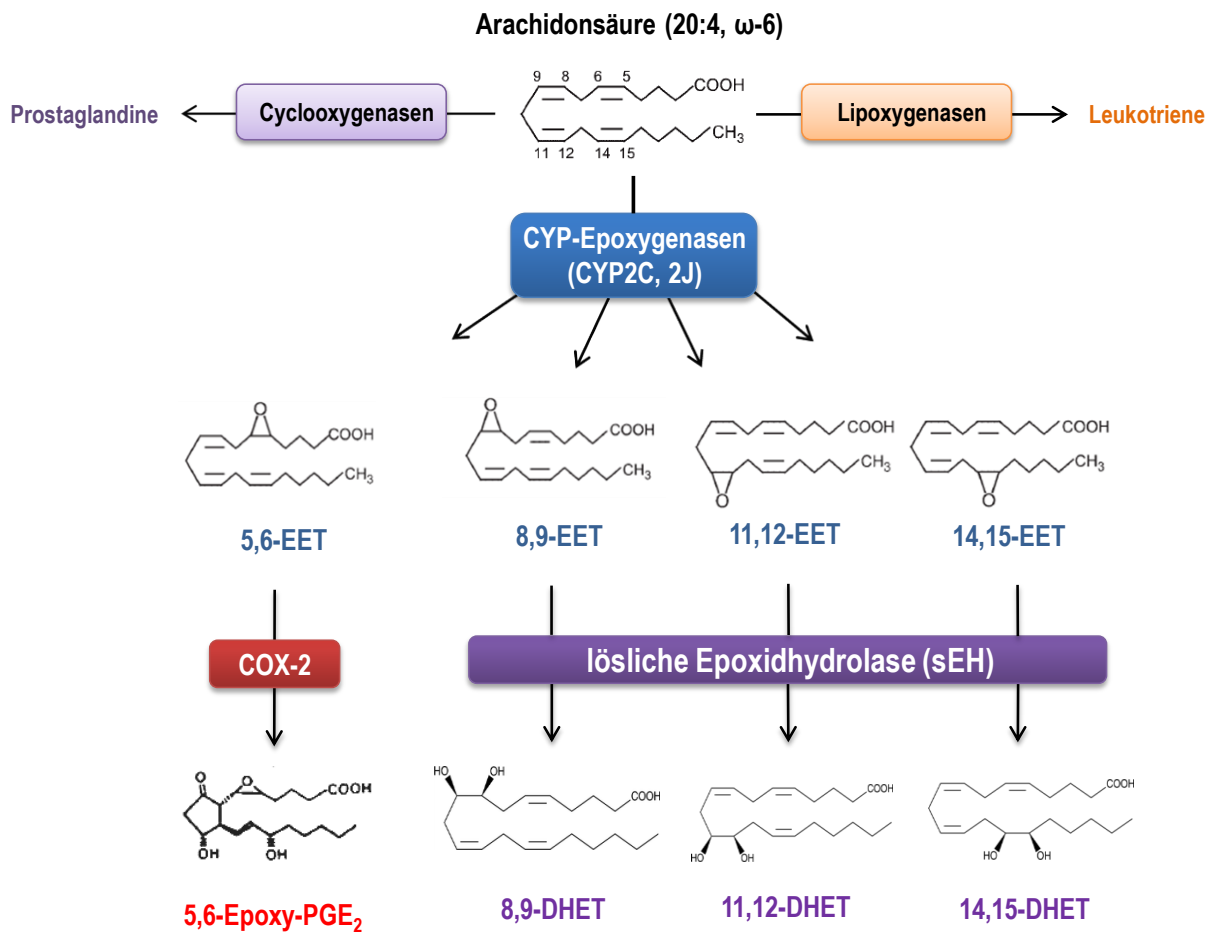 Arachidonsäure (20:4, ω-6)
9 8 6 5
COOH
Prostaglandine
Cyclooxygenasen
Lipoxygenasen
Leukotriene
CH3
11 12 14 15
CYP-Epoxygenasen
(CYP2C, 2J)
O
COOH
CH3
O
COOH
CH3
COOH
CH3
O
COOH
CH3
O
5,6-EET
8,9-EET
11,12-EET
14,15-EET
COX-2
lösliche Epoxidhydrolase (sEH)
O
O
COOH
OH
OH
HO
OH
COOH
COOH
HO
OH
COOH
HO
OH
5,6-Epoxy-PGE2
8,9-DHET
11,12-DHET
14,15-DHET